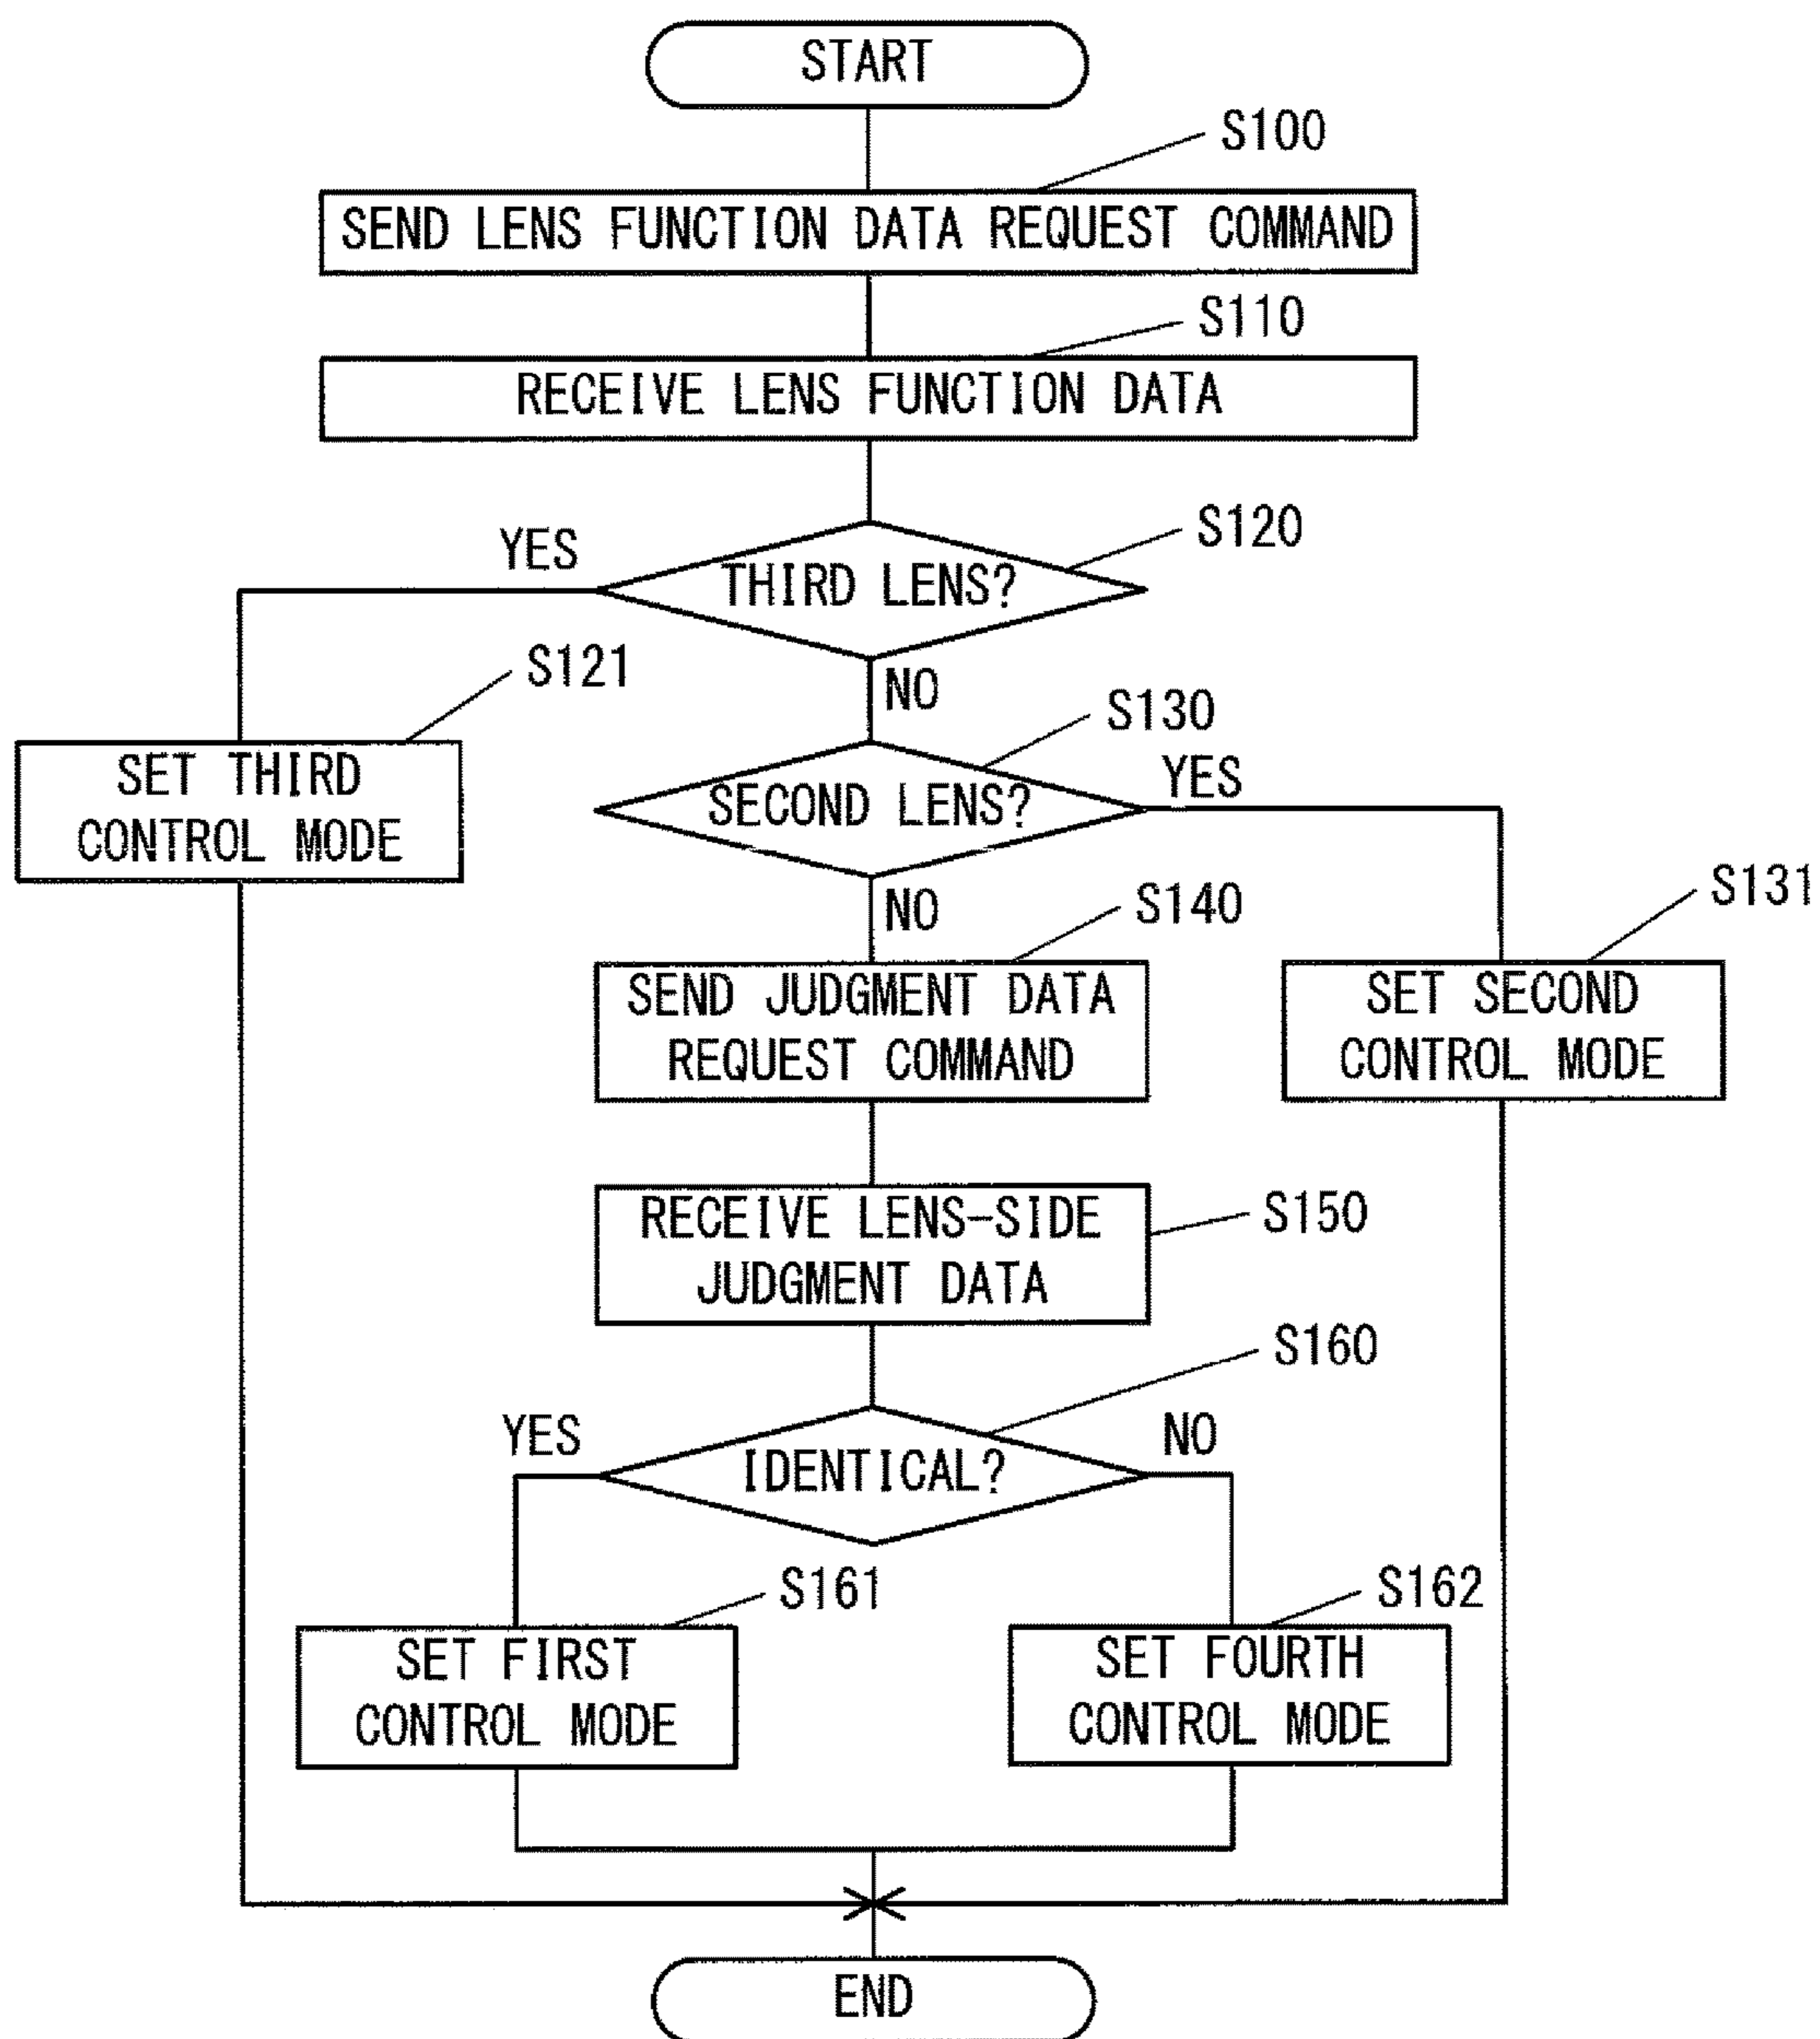 START
S100
SEND LENS FUNCTION DATA REQUEST COMMAND
S110
RECEIVE LENS FUNCTION DATA
S120
YES
THIRD LENS?
NO
S121
SET THIRD
CONTROL MODE
S130
YES
SECOND LENS?
NO
S131
SET SECOND
CONTROL MODE
S140
SEND JUDGMENT DATA
REQUEST COMMAND
S150
RECEIVE LENS-SIDE
JUDGMENT DATA
S160
YES
IDENTICAL?
NO
S161
SET FIRST
CONTROL MODE
S162
SET FOURTH
CONTROL MODE
END